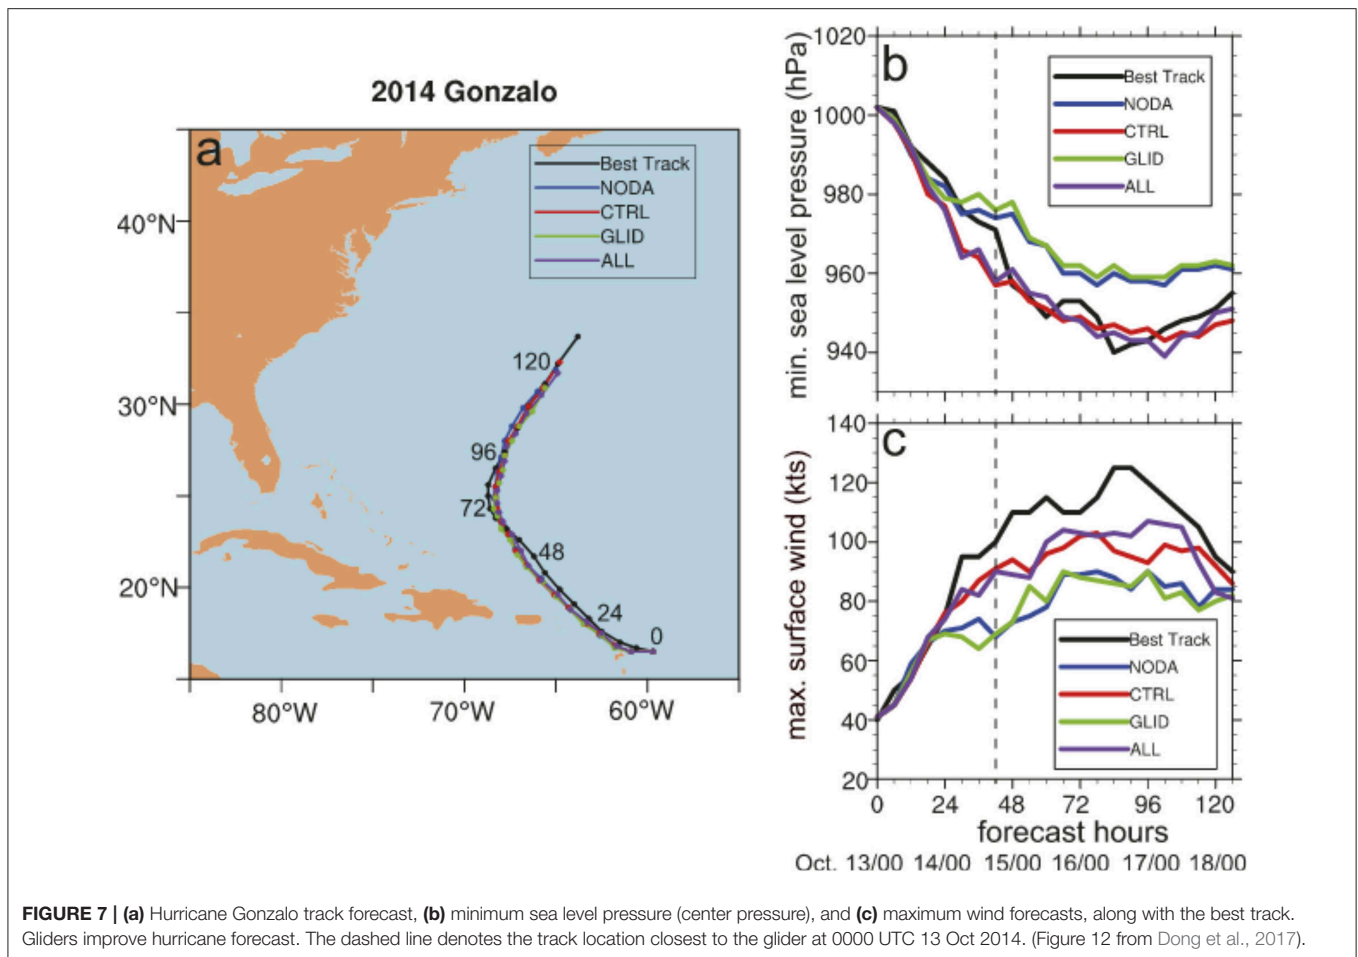 2014 Gonzalo
a
Best Track
NODA
CTRL
GLID
ALL
40°N
30°N
20°N
80°W
70°W
60°W
120
96
72
48
24
0
b
min. sea level pressure (hPa)
1020
1000
980
960
940
Best Track
NODA
CTRL
GLID
ALL
c
max. surface wind (kts)
140
120
100
80
60
40
20
Best Track
NODA
CTRL
GLID
ALL
0 24 48 72 96 120
forecast hours
Oct. 13/00 14/00 15/00 16/00 17/00 18/00
FIGURE 7 | (a) Hurricane Gonzalo track forecast, (b) minimum sea level pressure (center pressure), and (c) maximum wind forecasts, along with the best track.
Gliders improve hurricane forecast. The dashed line denotes the track location closest to the glider at 0000 UTC 13 Oct 2014. (Figure 12 from Dong et al., 2017).